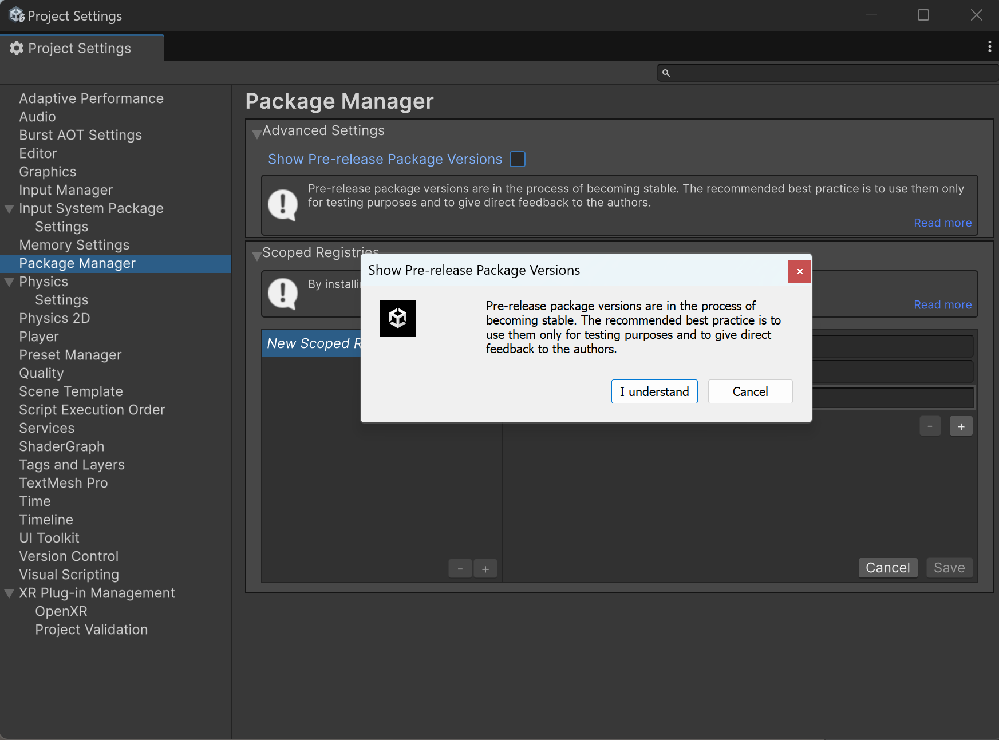 Project Settings
Project Settings
Adaptive Performance
Audio
Burst AOT Settings
Editor
Graphics
Input Manager
Input System Package
Settings
Memory Settings
Package Manager
Physics
Settings
Physics 2D
Player
Preset Manager
Quality
Scene Template
Script Execution Order
Services
ShaderGraph
Tags and Layers
TextMesh Pro
Time
Timeline
UI Toolkit
Version Control
Visual Scripting
XR Plug-in Management
OpenXR
Project Validation
Package Manager
Advanced Settings
Show Pre-release Package Versions
Pre-release package versions are in the process of becoming stable. The recommended best practice is to use them only
for testing purposes and to give direct feedback to the authors.
Read more
Scoped Registries
By
Read more
New Scoped
Show Pre-release Package Versions
Pre-release package versions are in the process of
becoming stable. The recommended best practice is to
use them only for testing purposes and to give direct
feedback to the authors.
I understand
Cancel
- +
- +
Cancel
Save